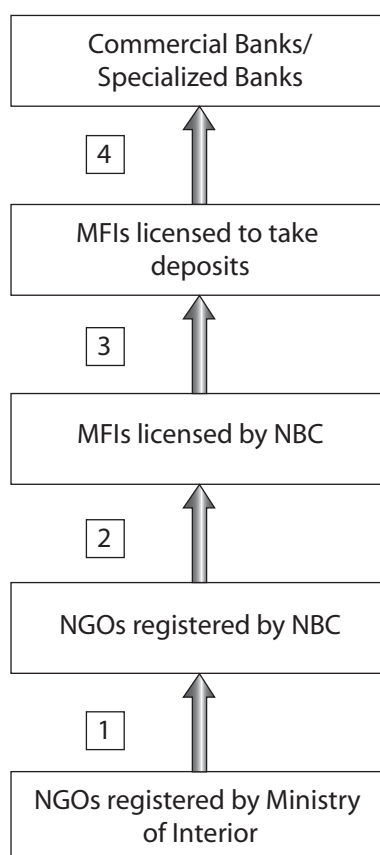 Commercial Banks/
Specialized Banks
4
MFIs licensed to take
deposits
3
MFIs licensed by NBC
2
NGOs registered by NBC
1
NGOs registered by Ministry
of Interior